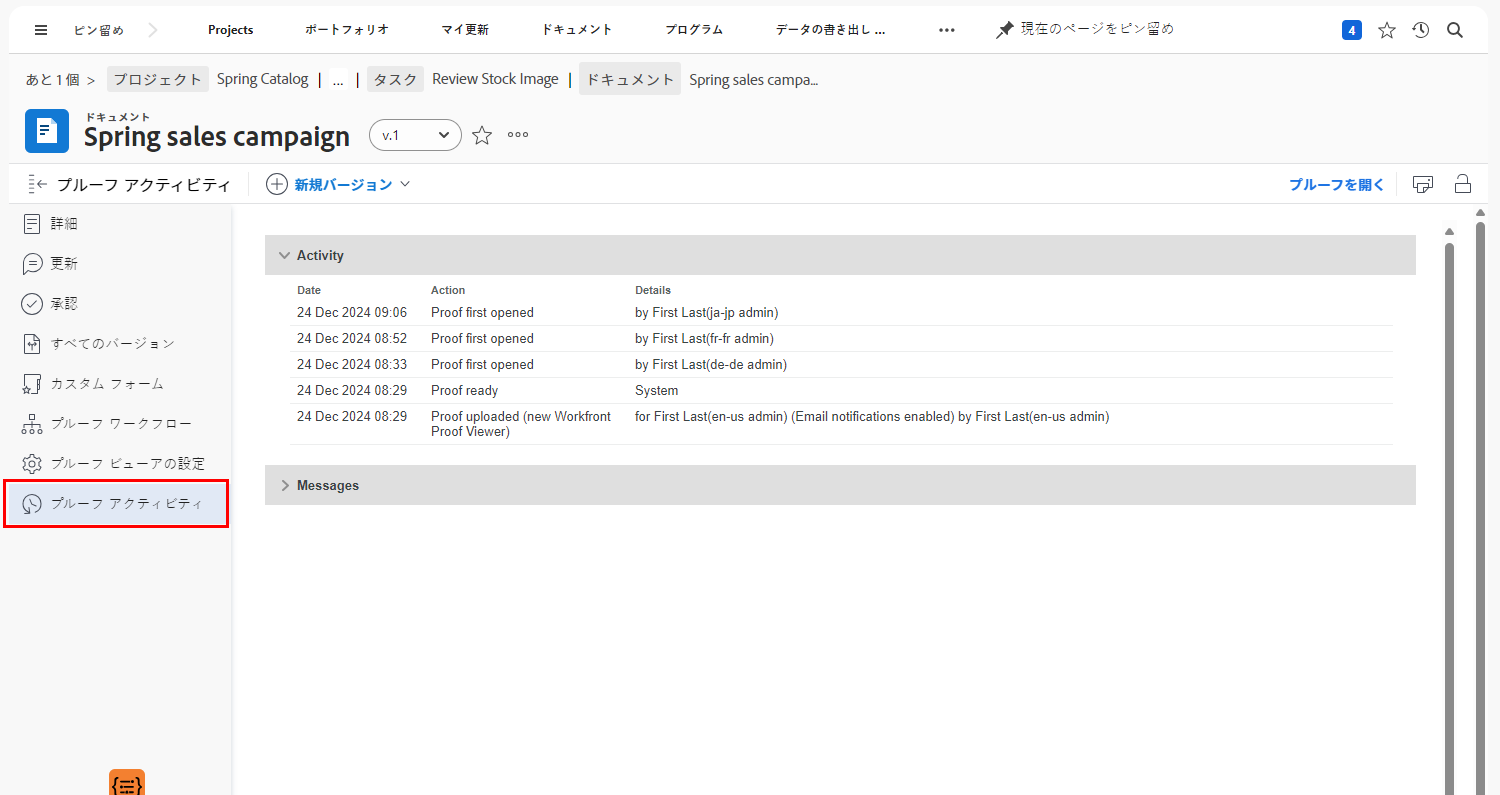 ピン留め Projects ポートフォリオ マイ更新 ドキュメント プログラム データの書き出し ... 現在のページをピン留め 4
あと 1 個 > プロジェクト Spring Catalog | ... | タスク Review Stock Image | ドキュメント Spring sales campa...
ドキュメント
Spring sales campaign v.1
プルーフ アクティビティ 新規バージョン プルーフを開く
詳細
更新
承認
すべてのバージョン
カスタム フォーム
プルーフ ワークフロー
プルーフ ビューアの設定
プルーフ アクティビティ
Activity
Date Action Details
24 Dec 2024 09:06 Proof first opened by First Last(ja-jp admin)
24 Dec 2024 08:52 Proof first opened by First Last(fr-fr admin)
24 Dec 2024 08:33 Proof first opened by First Last(de-de admin)
24 Dec 2024 08:29 Proof ready System
24 Dec 2024 08:29 Proof uploaded (new Workfront for First Last(en-us admin) (Email notifications enabled) by First Last(en-us admin)
Proof Viewer)
Messages